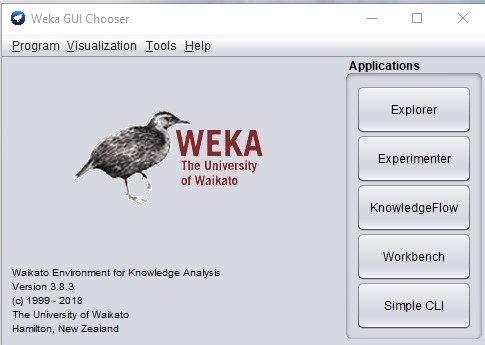 Weka GUI Chooser
Program Visualization Tools Help
Applications
Explorer
Experimenter
KnowledgeFlow
Workbench
Simple CLI
WEKA
The University
of Waikato
Waikato Environment for Knowledge Analysis
Version 3.8.3
(c) 1999 - 2018
The University of Waikato
Hamilton, New Zealand